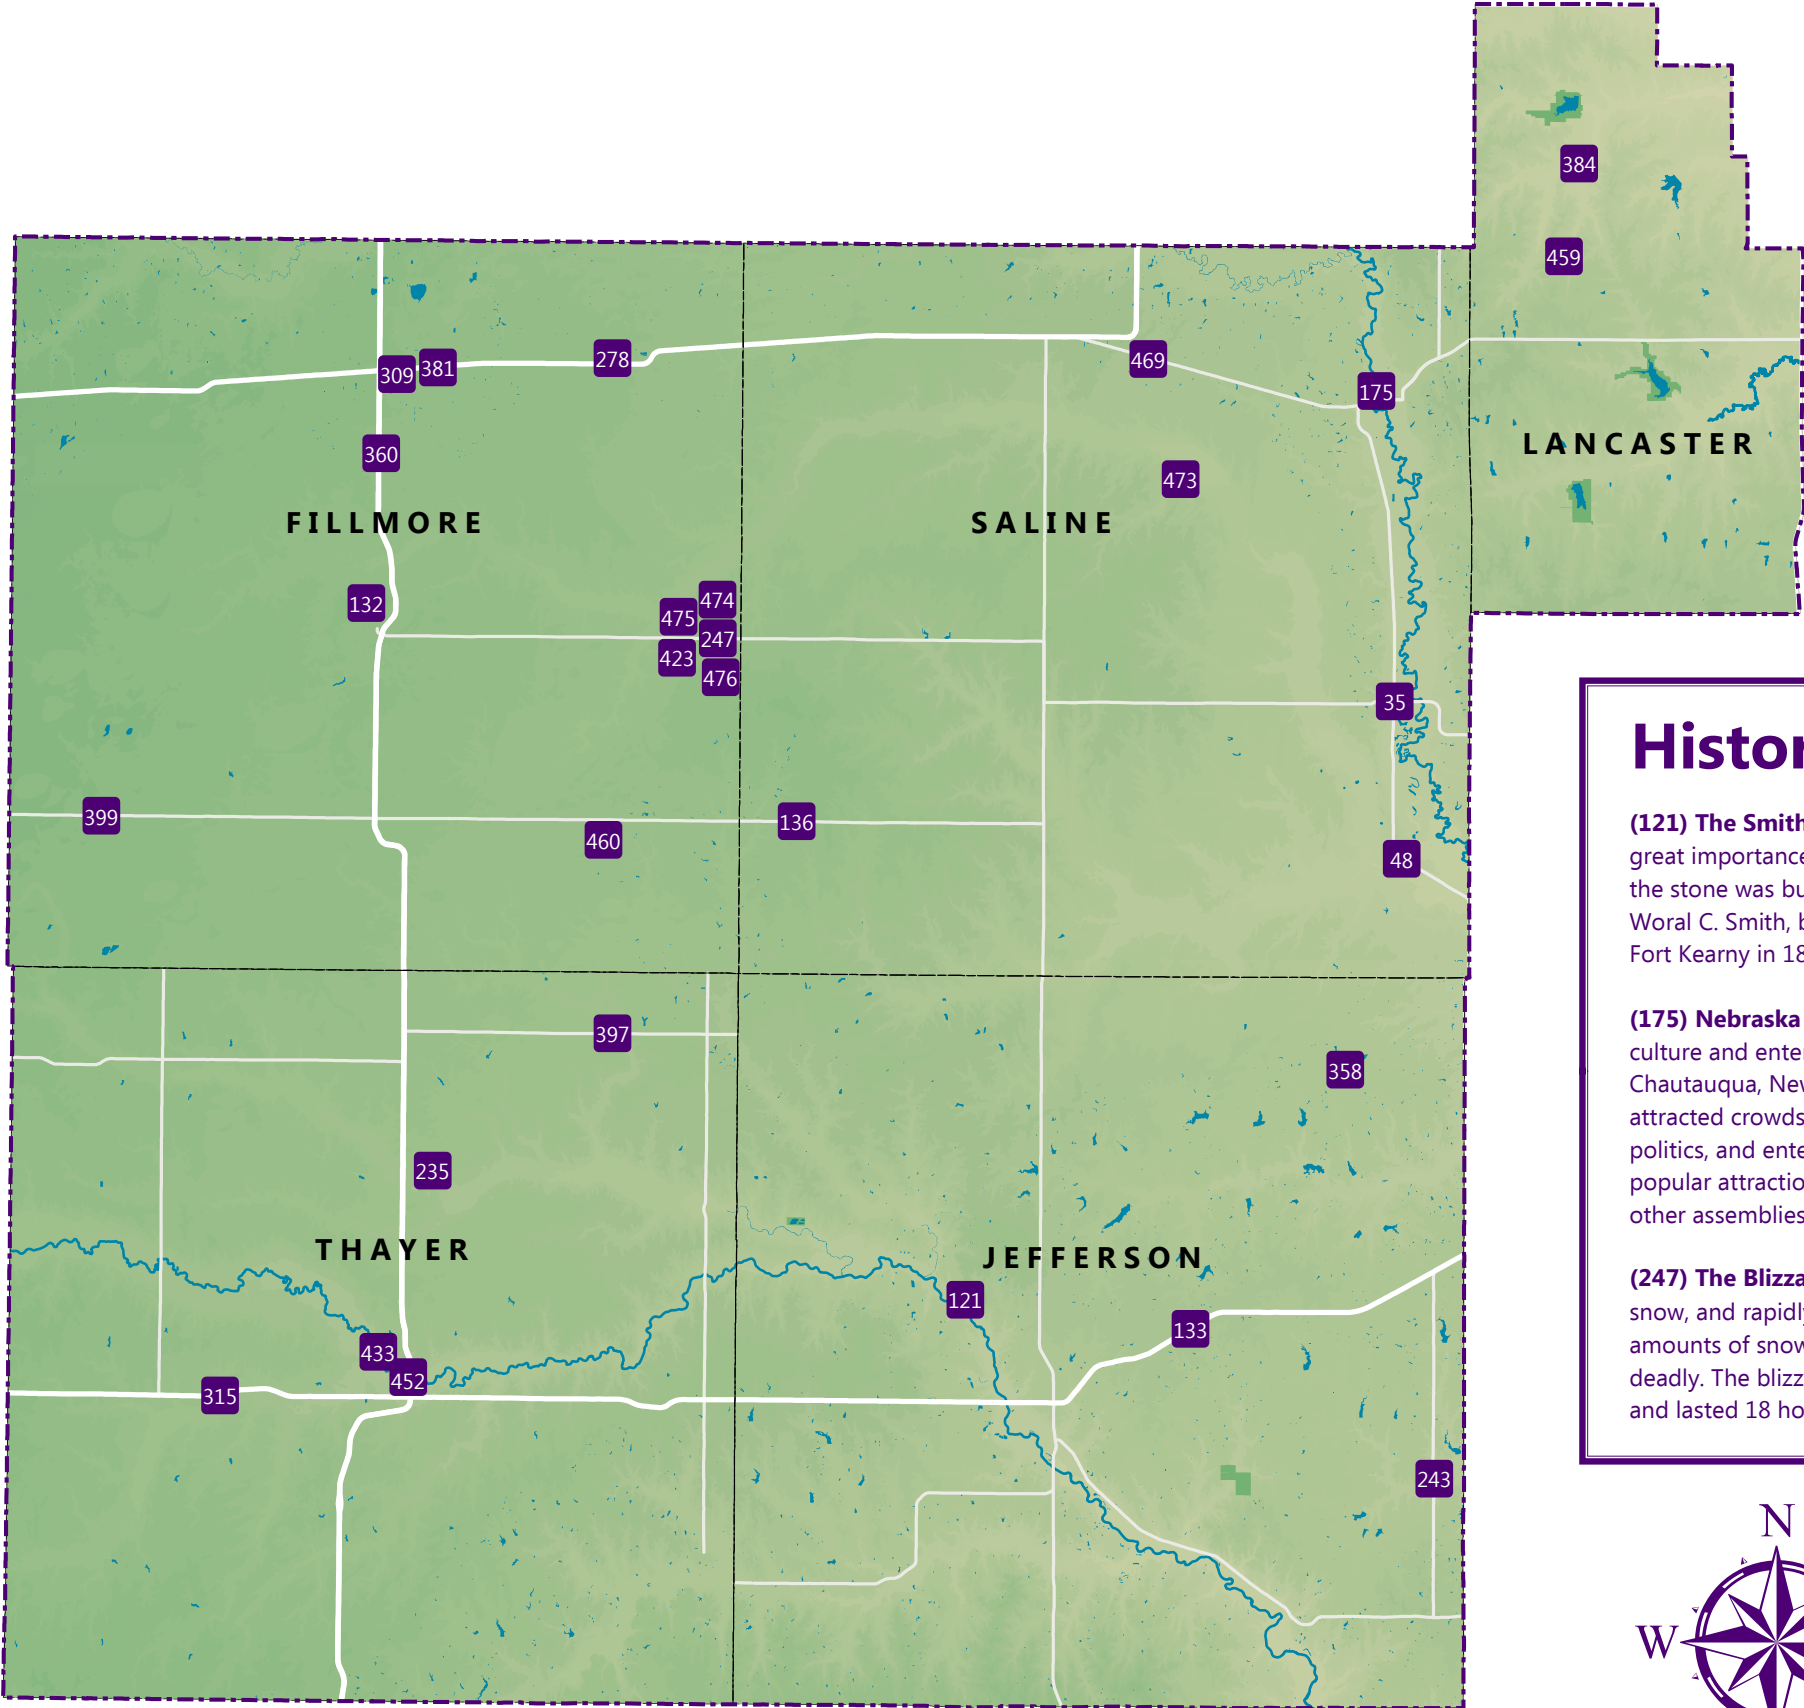 384
459
278
309
381
469
175
360
LANCASTER
473
FILLMORE
SALINE
132
474
475
247
423
476
35
399
460
136
48
397
358
235
THAYER
JEFFERSON
121
133
433
452
315
243
Histor
(121) The Smith
great importance
the stone was bu
Woral C. Smith, b
Fort Kearny in 18
(175) Nebraska
culture and enter
Chautauqua, New
attracted crowds
politics, and ente
popular attractio
other assemblies
(247) The Blizza
snow, and rapidly
amounts of snow
deadly. The blizz
and lasted 18 ho
N
W